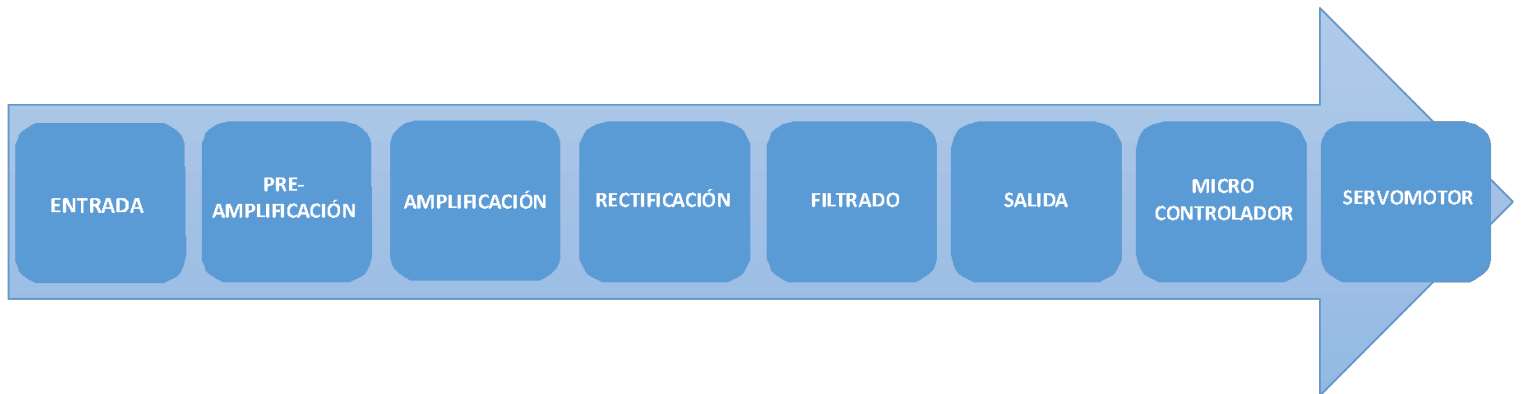 ENTRADA
PRE-
AMPLIFICACIÓN
AMPLIFICACIÓN
RECTIFICACIÓN
FILTRADO
SALIDA
MICRO
CONTROLADOR
SERVOMOTOR